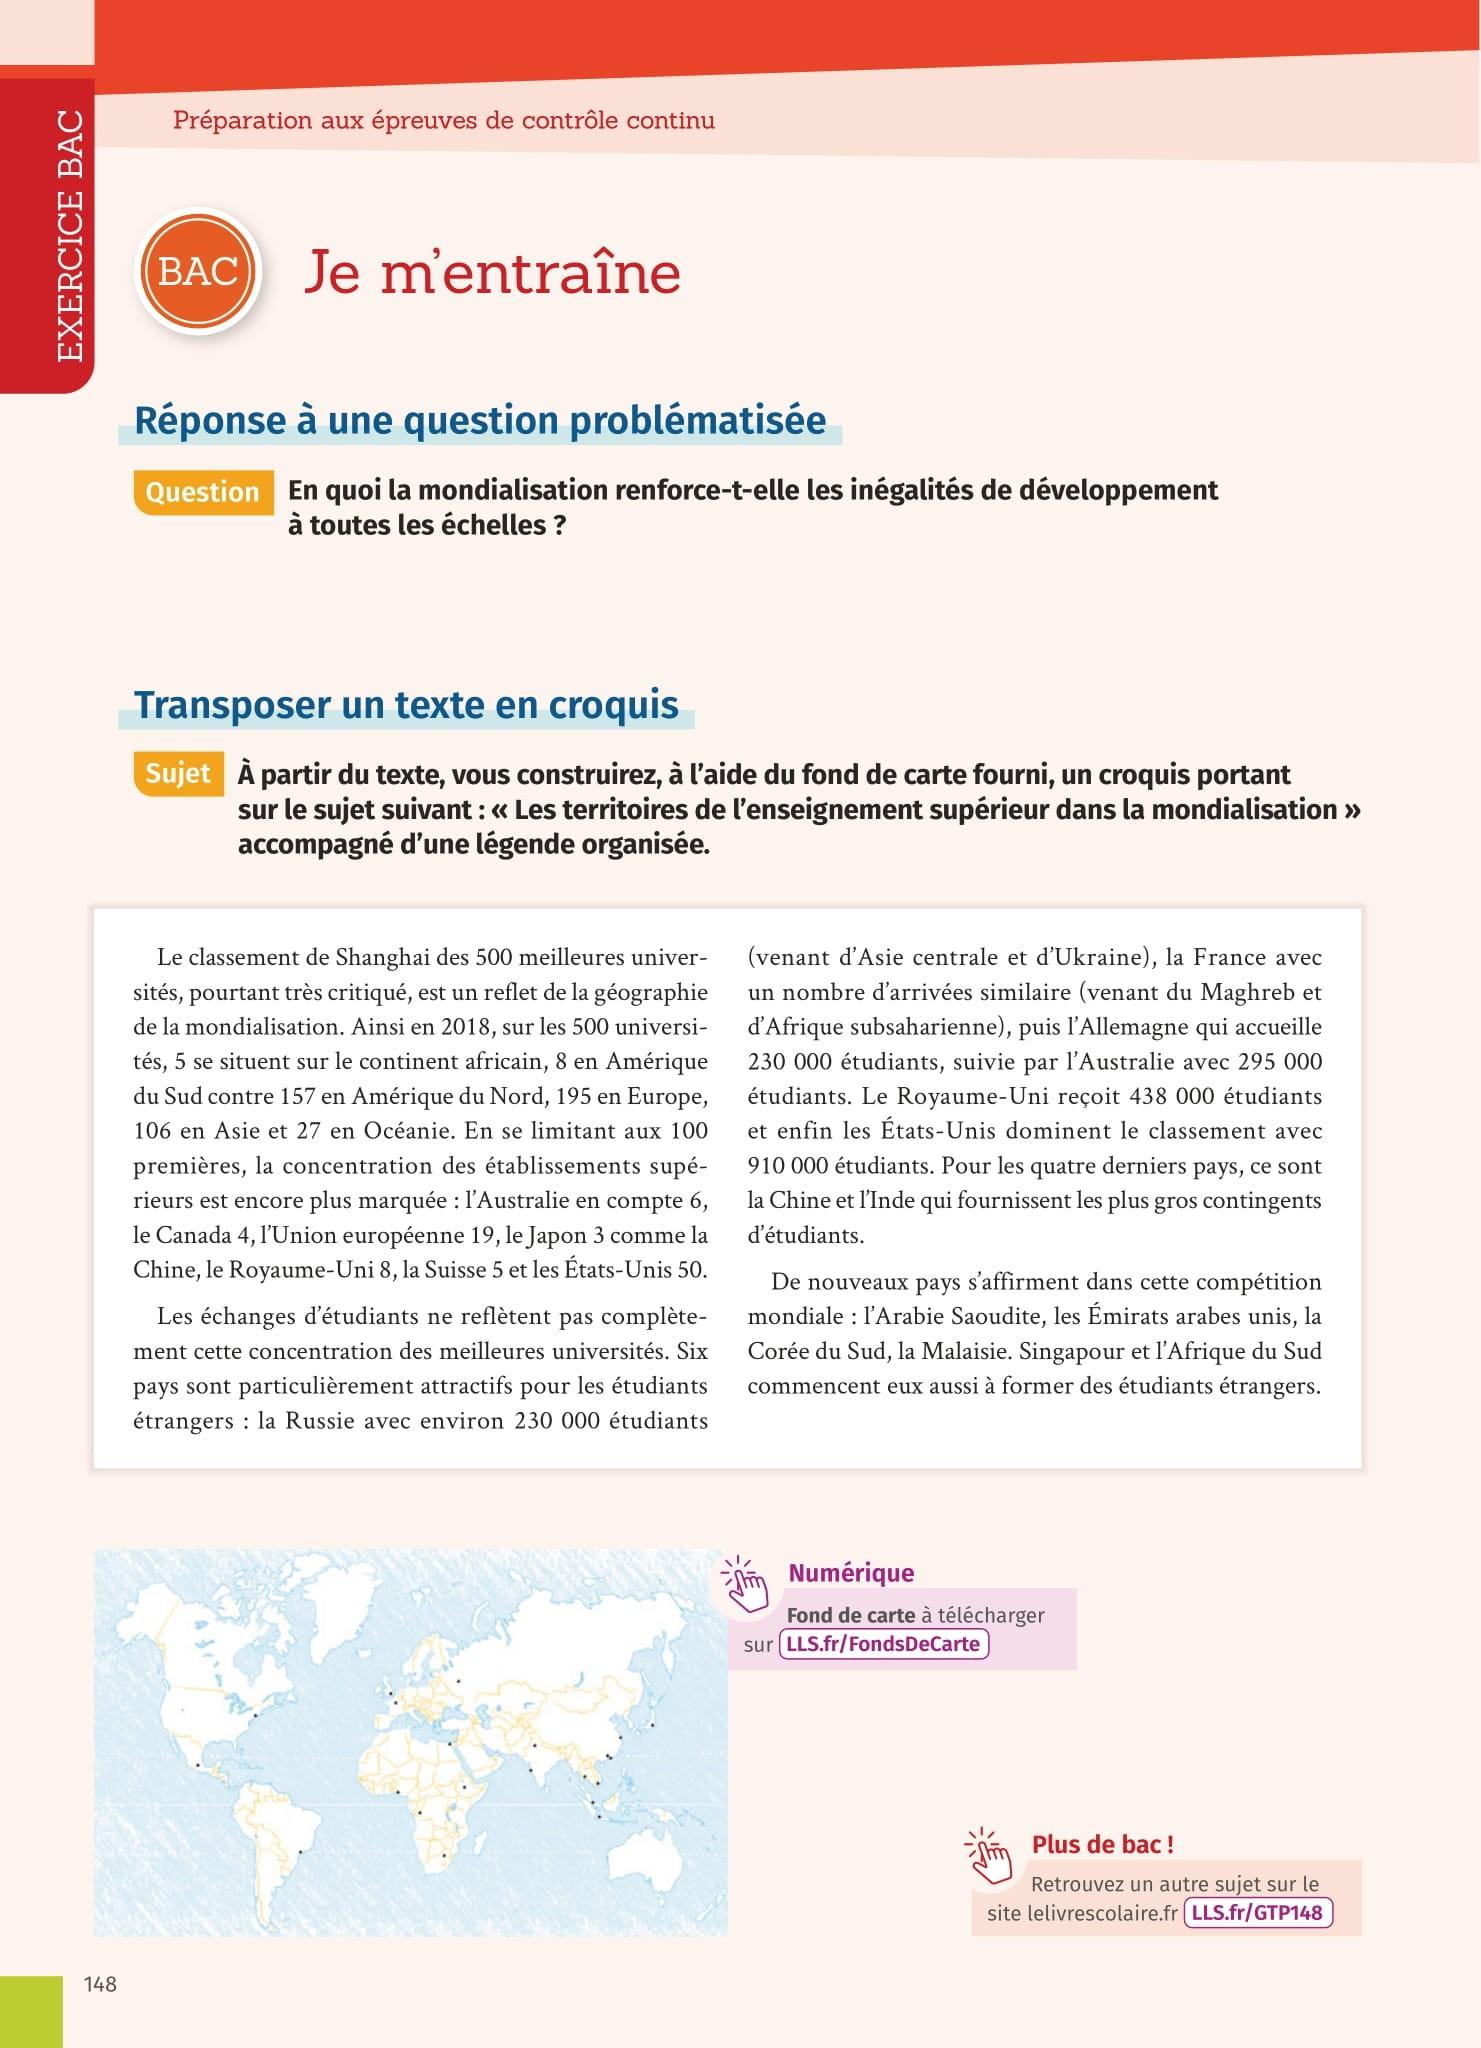 Préparation aux épreuves de contrôle continu
EXERCICE BAC
BAC
Je m'entraîne
Réponse à une question problématisée
Question
En quoi la mondialisation renforce-t-elle les inégalités de développement
à toutes les échelles ?
Transposer un texte en croquis
Sujet
À partir du texte, vous construirez, à l'aide du fond de carte fourni, un croquis portant
sur le sujet suivant : « Les territoires de l'enseignement supérieur dans la mondialisation »
accompagné d'une légende organisée.
Le classement de Shanghai des 500 meilleures univer-
sités, pourtant très critiqué, est un reflet de la géographie
de la mondialisation. Ainsi en 2018, sur les 500 universi-
tés, 5 se situent sur le continent africain, 8 en Amérique
du Sud contre 157 en Amérique du Nord, 195 en Europe,
106 en Asie et 27 en Océanie. En se limitant aux 100
premières, la concentration des établissements supé-
rieurs est encore plus marquée : l'Australie en compte 6,
le Canada 4, l'Union européenne 19, le Japon 3 comme la
Chine, le Royaume-Uni 8, la Suisse 5 et les États-Unis 50.
Les échanges d'étudiants ne reflètent pas complète-
ment cette concentration des meilleures universités. Six
pays sont particulièrement attractifs pour les étudiants
étrangers : la Russie avec environ 230 000 étudiants
(venant d'Asie centrale et d'Ukraine), la France avec
un nombre d'arrivées similaire (venant du Maghreb et
d'Afrique subsaharienne), puis l'Allemagne qui accueille
230 000 étudiants, suivie par l'Australie avec 295 000
étudiants. Le Royaume-Uni reçoit 438 000 étudiants
et enfin les États-Unis dominent le classement avec
910 000 étudiants. Pour les quatre derniers pays, ce sont
la Chine et l'Inde qui fournissent les plus gros contingents
d'étudiants.
De nouveaux pays s'affirment dans cette compétition
mondiale : l'Arabie Saoudite, les Émirats arabes unis, la
Corée du Sud, la Malaisie. Singapour et l'Afrique du Sud
commencent eux aussi à former des étudiants étrangers.
Numérique
Fond de carte à télécharger
sur LLS.fr/FondsDeCarte
Plus de bac !
Retrouvez un autre sujet sur le
site lelivrescolaire.fr LLS.fr/GTP148
148